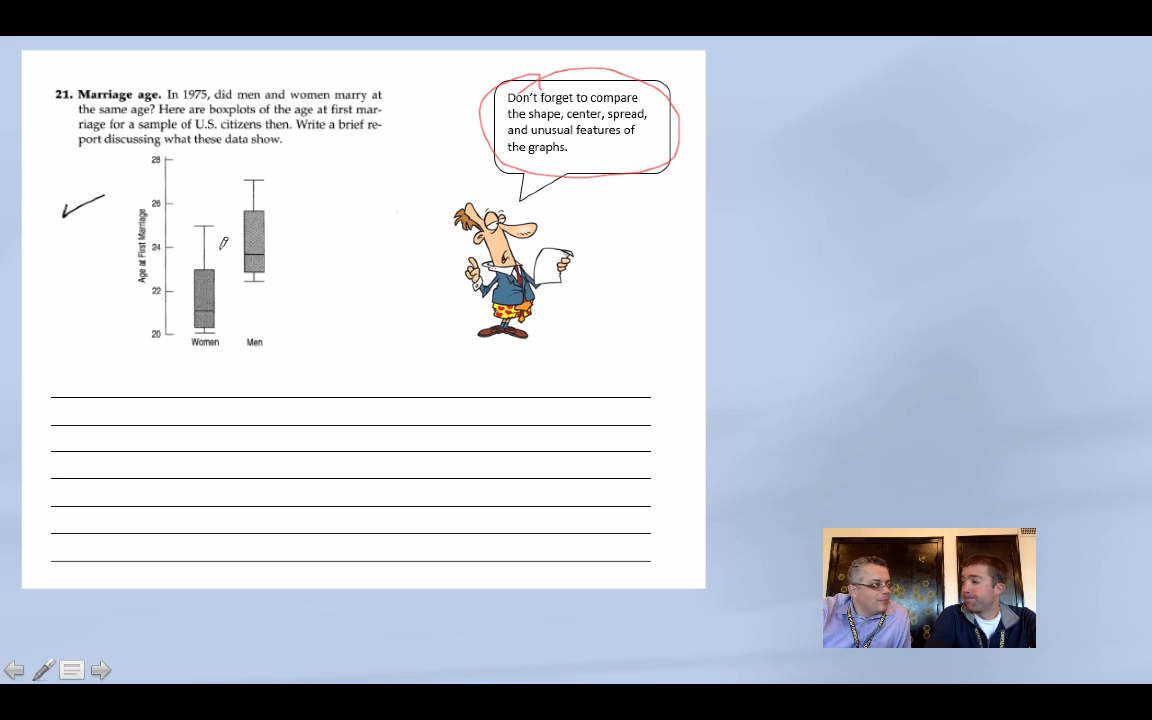 21. Marriage age. In 1975, did men and women marry at
the same age? Here are boxplots of the age at first mar-
riage for a sample of U.S. citizens then. Write a brief re-
port discussing what these data show.
Don't forget to compare
the shape, center, spread,
and unusual features of
the graphs.
28
26
24
22
20
Age at First Marriage
Women
Men